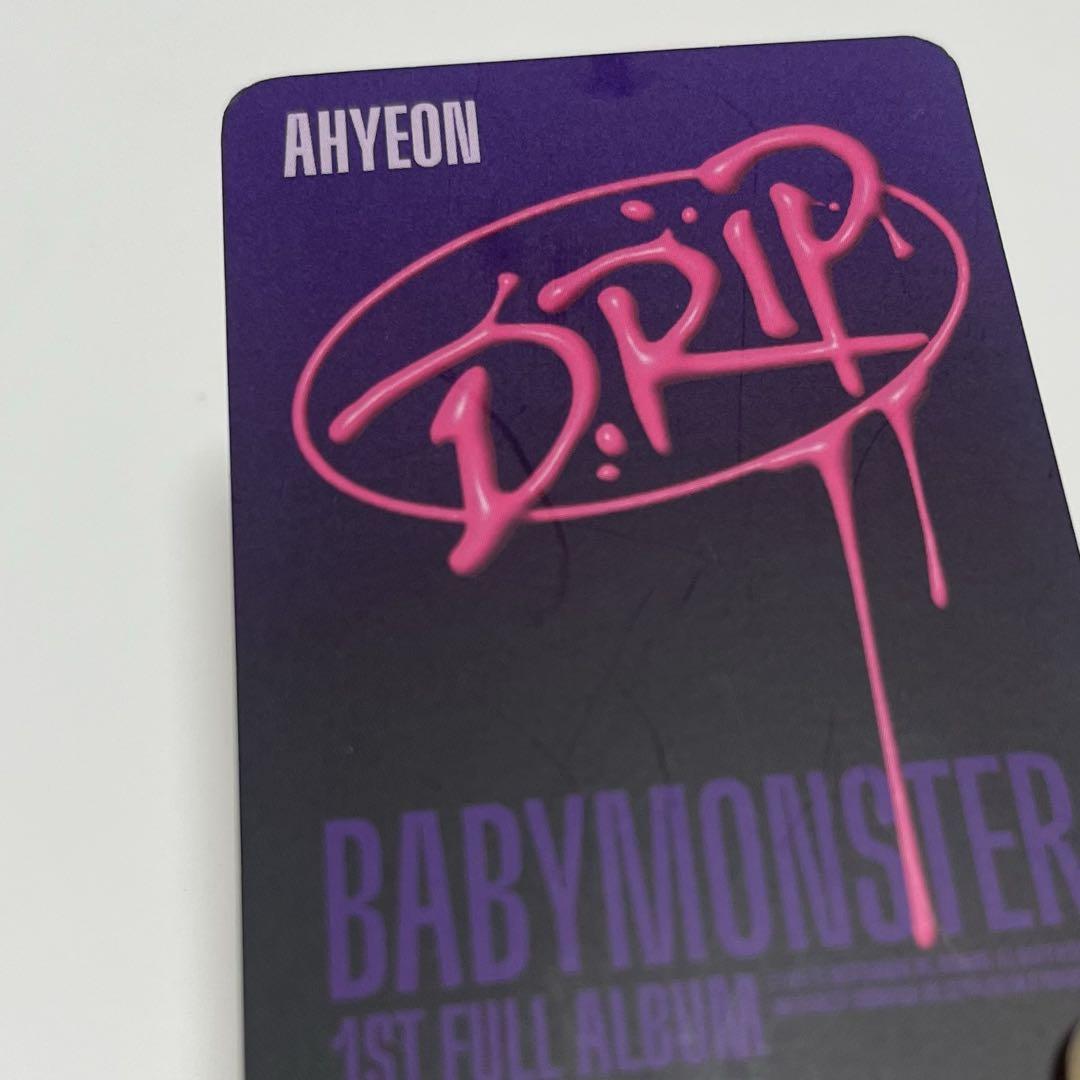 AHYEON
DRIP
BABYMONSTER
1ST FULL ALBUM